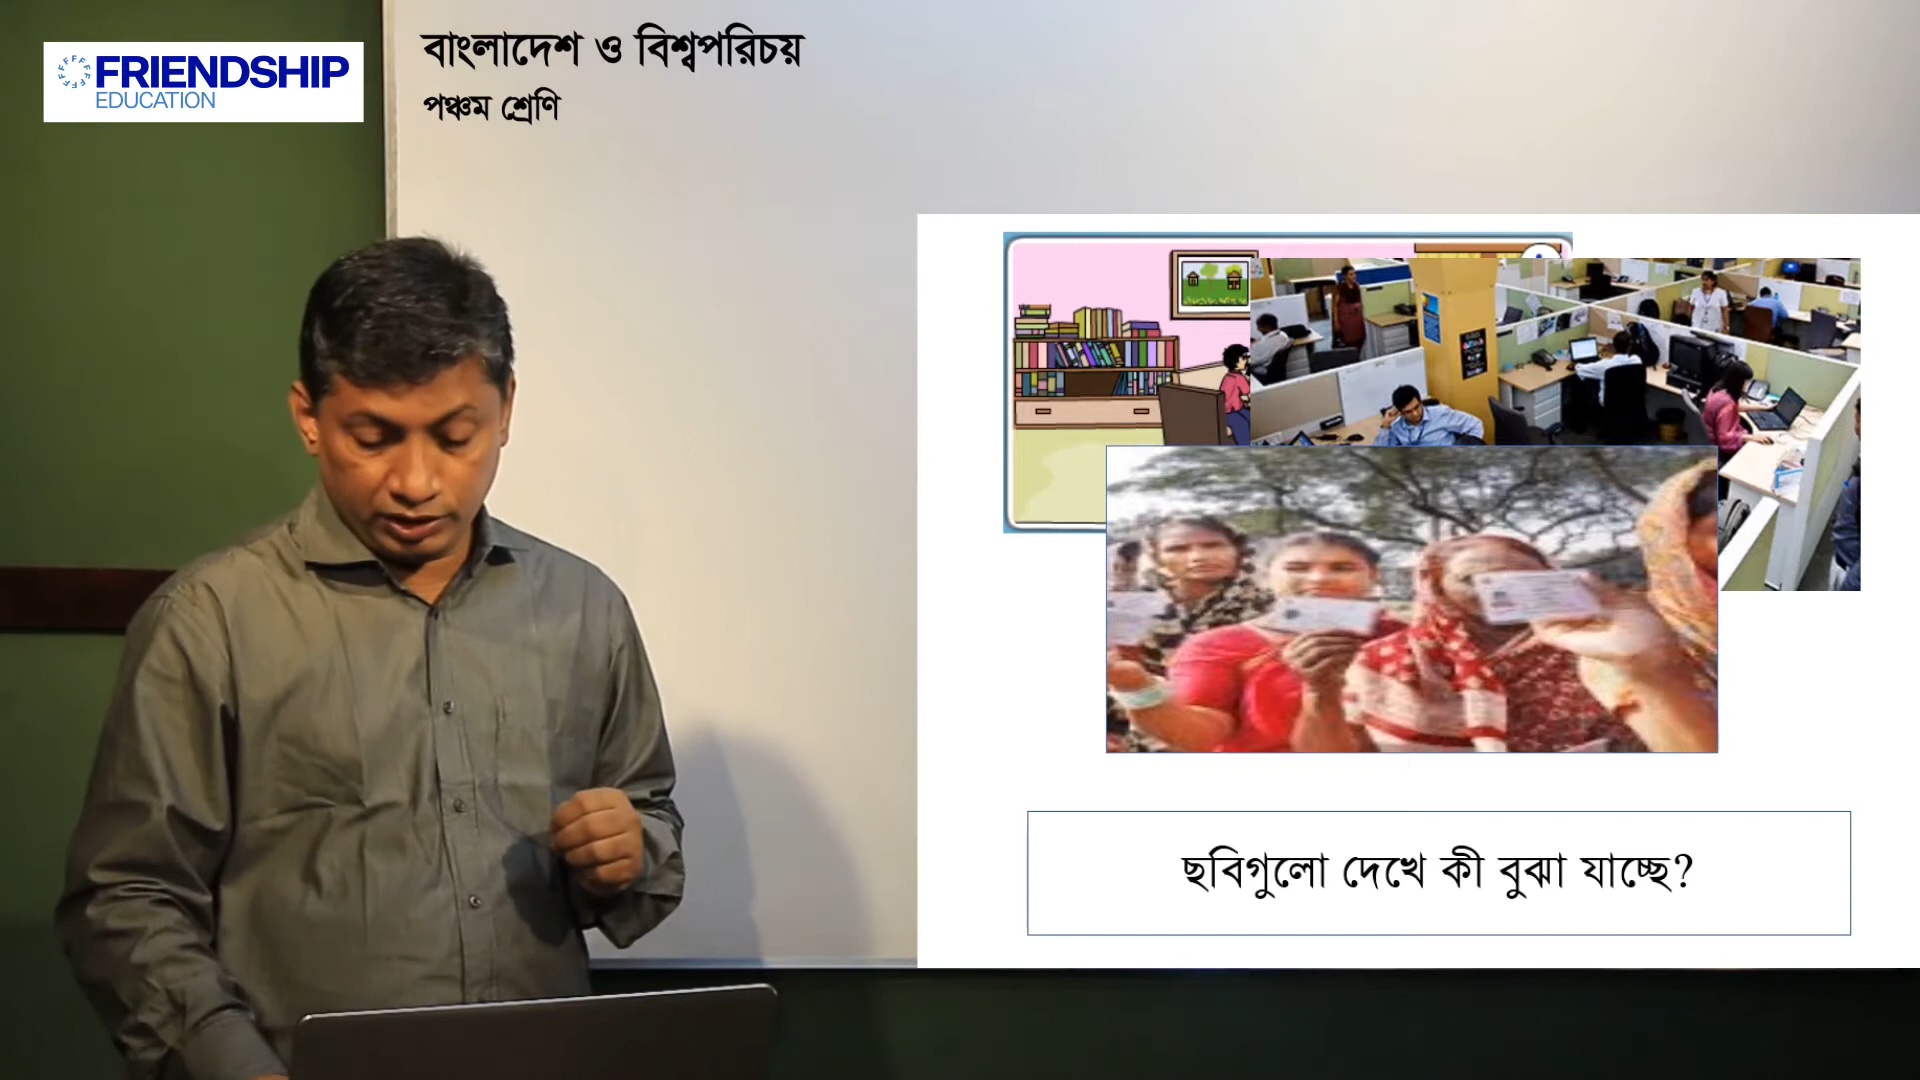 FRIENDSHIP
EDUCATION
বাংলাদেশ ও বিশ্বপরিচয়
পঞ্চম শ্রেণি
ছবিগুলো দেখে কী বুঝা যাচ্ছে?